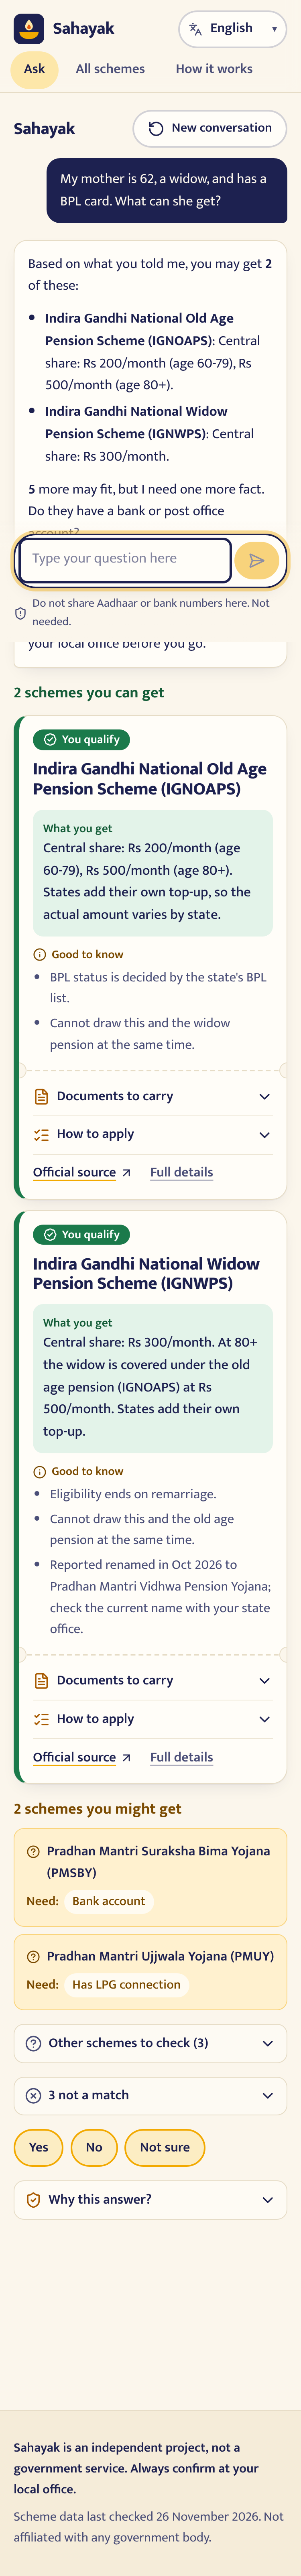 Sahayak
English
Ask
All schemes
How it works
Sahayak
New conversation
My mother is 62, a widow, and has a
BPL card. What can she get?
Based on what you told me, you may get 2
of these:
Indira Gandhi National Old Age
Pension Scheme (IGNOAPS): Central
share: Rs 200/month (age 60-79), Rs
500/month (age 80+).
Indira Gandhi National Widow
Pension Scheme (IGNWPS): Central
share: Rs 300/month.
5 more may fit, but I need one more fact.
Do they have a bank or post office
account?
Type your question here
Do not share Aadhaar or bank numbers here. Not
needed.
your local office before you go.
2 schemes you can get
You qualify
Indira Gandhi National Old Age
Pension Scheme (IGNOAPS)
What you get
Central share: Rs 200/month (age
60-79), Rs 500/month (age 80+).
States add their own top-up, so the
actual amount varies by state.
Good to know
BPL status is decided by the state's BPL
list.
Cannot draw this and the widow
pension at the same time.
Documents to carry
How to apply
Official source
Full details
You qualify
Indira Gandhi National Widow
Pension Scheme (IGNWPS)
What you get
Central share: Rs 300/month. At 80+
the widow is covered under the old
age pension (IGNOAPS) at Rs
500/month. States add their own
top-up.
Good to know
Eligibility ends on remarriage.
Cannot draw this and the old age
pension at the same time.
Reported renamed in Oct 2026 to
Pradhan Mantri Vidhwa Pension Yojana;
check the current name with your state
office.
Documents to carry
How to apply
Official source
Full details
2 schemes you might get
Pradhan Mantri Suraksha Bima Yojana
(PMSBY)
Need: Bank account
Pradhan Mantri Ujjwala Yojana (PMUY)
Need: Has LPG connection
Other schemes to check (3)
3 not a match
Yes
No
Not sure
Why this answer?
Sahayak is an independent project, not a
government service. Always confirm at your
local office.
Scheme data last checked 26 November 2026. Not
affiliated with any government body.